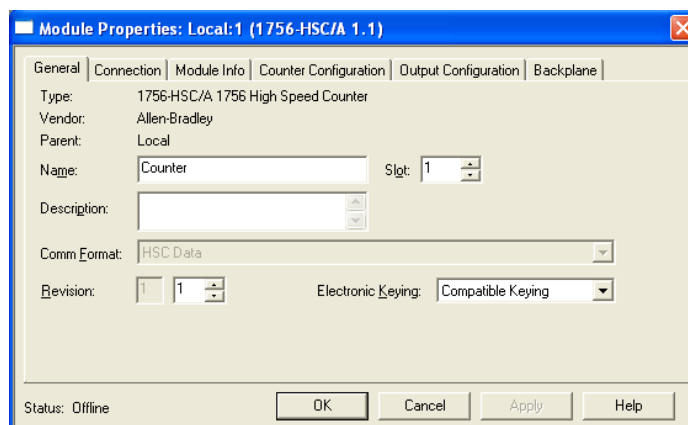 Module Properties: Local:1 (1756-HSC/A 1.1)
General Connection Module Info Counter Configuration Output Configuration Backplane
Type: 1756-HSC/A 1756 High Speed Counter
Vendor: Allen-Bradley
Parent: Local
Name: Counter Slot: 1
Description:
Comm Format: HSC Data
Revision: 1 1 Electronic Keying: Compatible Keying
Status: Offline OK Cancel Apply Help